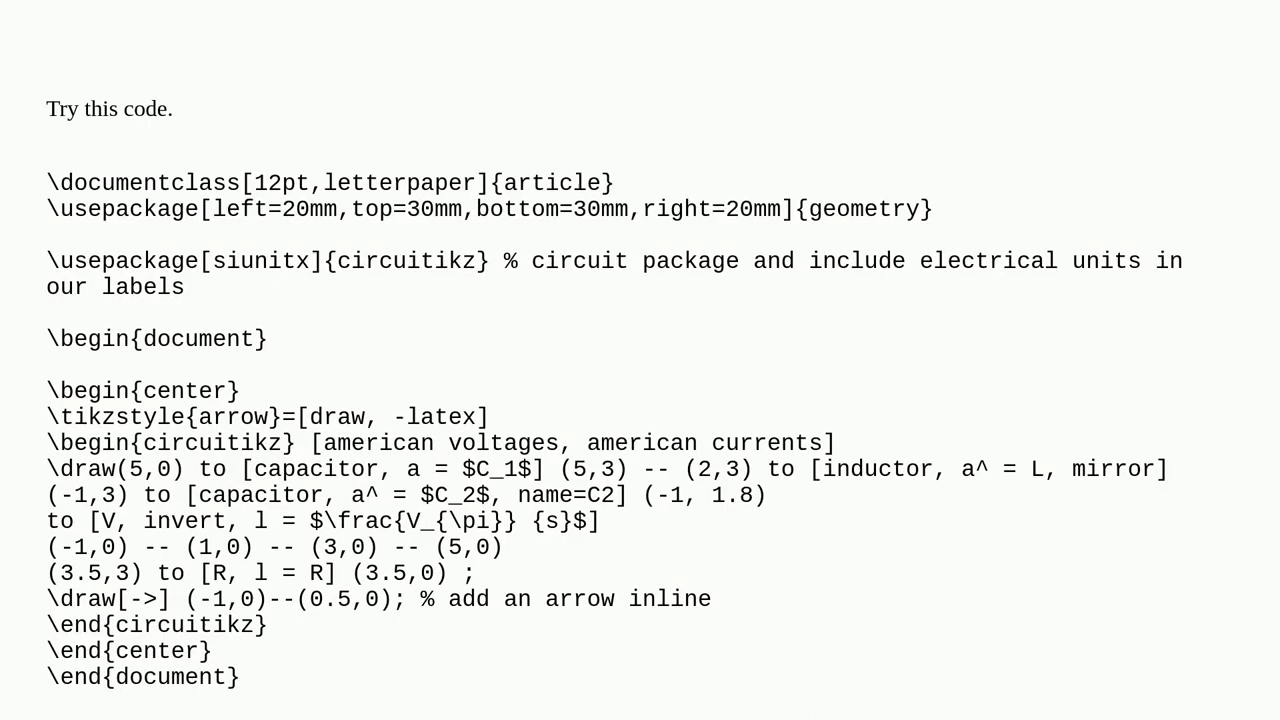 Try this code.
\documentclass[12pt,letterpaper]{article}
\usepackage[left=20mm,top=30mm,bottom=30mm,right=20mm]{geometry}
\usepackage[siunitx]{circuitikz} % circuit package and include electrical units in
our labels
\begin{document}
\begin{center}
\tikzstyle{arrow}=[draw, -latex]
\begin{circuitikz} [american voltages, american currents]
\draw(5,0) to [capacitor, a = $C_1$] (5,3) -- (2,3) to [inductor, a^ = L, mirror]
(-1,3) to [capacitor, a^ = $C_2$, name=C2] (-1, 1.8)
to [V, invert, l = $\frac{V_{\pi}} {s}$]
(-1,0) -- (1,0) -- (3,0) -- (5,0)
(3.5,3) to [R, l = R] (3.5,0) ;
\draw[->] (-1,0)--(0.5,0); % add an arrow inline
\end{circuitikz}
\end{center}
\end{document}